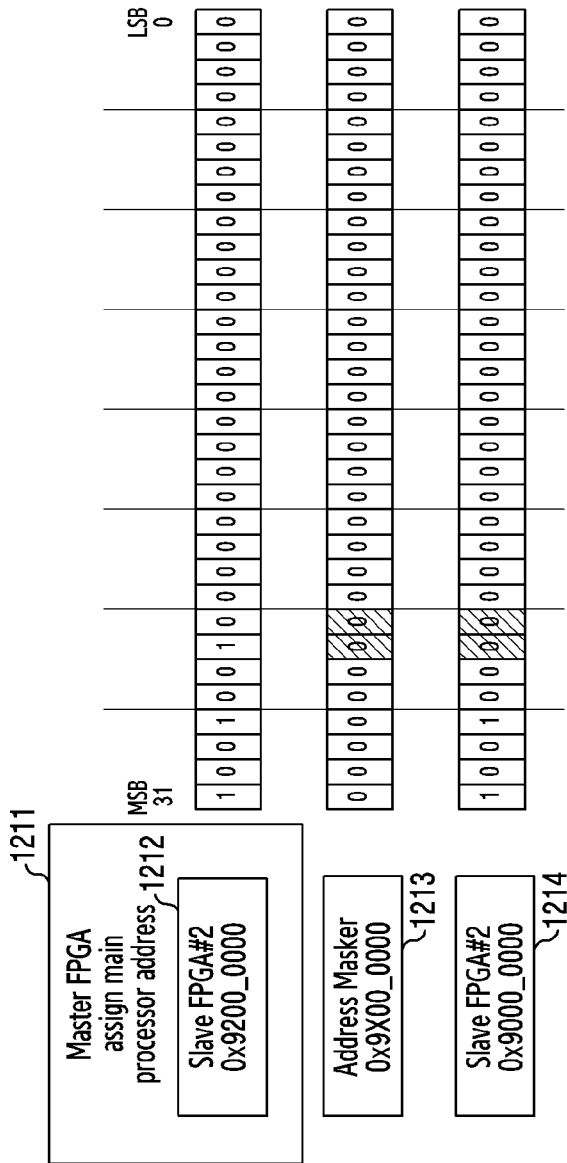 1211
Master FPGA
assign main
processor address
1212
Slave FPGA#2
0x9200_0000
MSB
31
LSB
0
1 0 0 1 0 0 1 0 0 0 0 0 0 0 0 0 0 0 0 0 0 0 0 0 0 0 0 0 0 0 0 0
Address Masker
0x9X00_0000
1213
0 0 0 0 0 0 0 0 0 0 0 0 0 0 0 0 0 0 0 0 0 0 0 0 0 0 0 0 0 0 0 0
Slave FPGA#2
0x9000_0000
1214
1 0 0 1 0 0 0 0 0 0 0 0 0 0 0 0 0 0 0 0 0 0 0 0 0 0 0 0 0 0 0 0